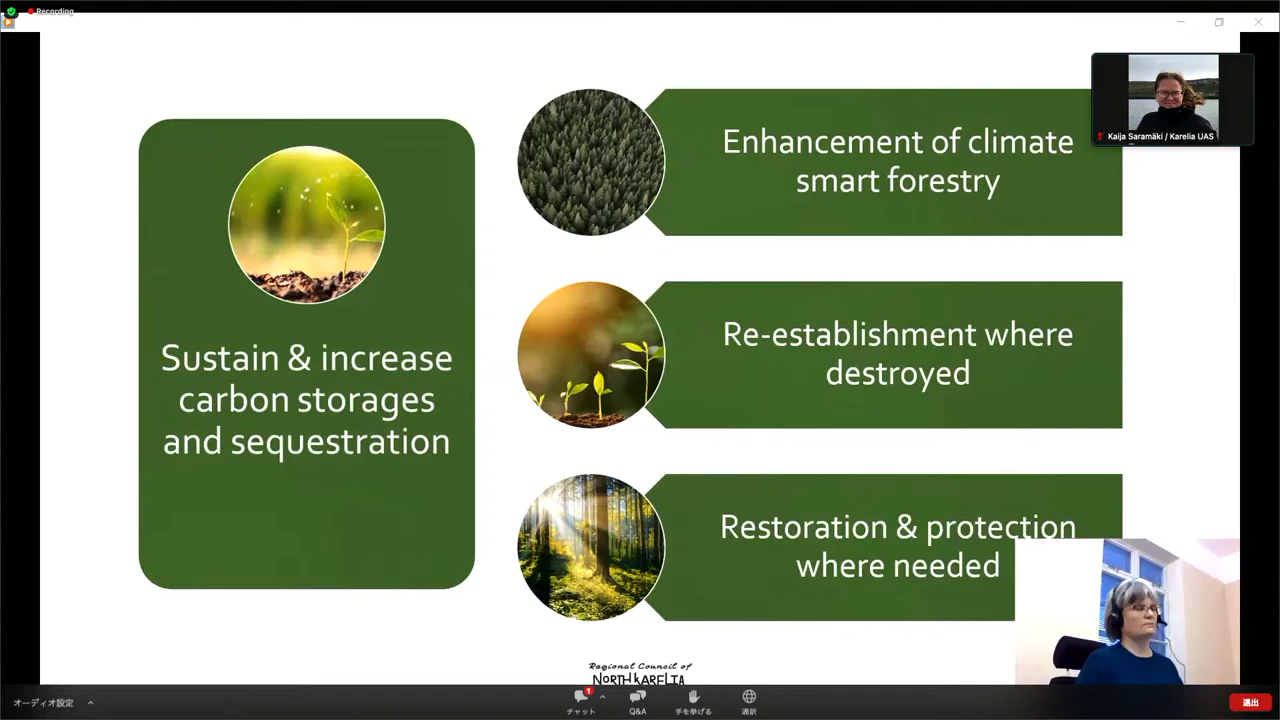 Recording
Kaija Saramäki / Karelia UAS
Enhancement of climate
smart forestry
Sustain & increase
carbon storages
and sequestration
Re-establishment where
destroyed
Restoration & protection
where needed
Regional Council of
NORTH KARELIA
オーディオ設定
1
チャット
Q&A
手を挙げる
通訳
退出